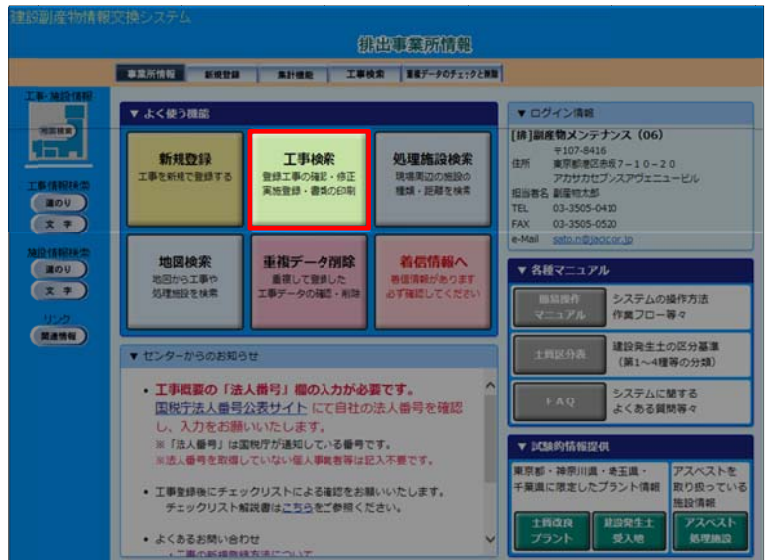 建設副産物情報交換システム
排出事業所情報
事業所情報 新規登録 集計機能 工事検索 重複データのチェックと削除
工事・施設情報
地図検索
工事情報検索
道のり
文字
施設情報検索
道のり
文字
リンク
関連情報
▼ よく使う機能
新規登録
工事を新規で登録する
工事検索
登録工事の確認・修正
実施登録・書類の印刷
処理施設検索
現場周辺の施設の
種類・距離を検索
地図検索
地図から工事や
処理施設を検索
重複データ削除
重複して登録した
工事データの確認・削除
着信情報へ
着信情報があります
必ず確認してください
▼ センターからのお知らせ
• 工事概要の「法人番号」欄の入力が必要です。
国税庁法人番号公表サイト にて自社の法人番号を確認
し、入力をお願いいたします。
※「法人番号」は国税庁が通知している番号です。
※法人番号を取得していない個人事業者等は記入不要です。
• 工事登録後にチェックリストによる確認をお願いいたします。
チェックリスト解説書はこちらをご参照ください。
• よくあるお問い合わせ
・工事の新規登録方法について
▼ ログイン情報
[排]副産物メンテナンス（06）
〒107-8416
住所 東京都港区赤坂7－10－20
アカサカセブンスアヴェニュービル
担当者名 副産物太郎
TEL 03-3505-0410
FAX 03-3505-0520
e-Mail sato.n@jacicor.jp
▼ 各種マニュアル
簡易操作
マニュアル
システムの操作方法
作業フロー等々
土質区分表
建設発生土の区分基準
（第1～4種等の分類）
FAQ
システムに関する
よくある質問等々
▼ 試験的情報提供
東京都・神奈川県・埼玉県・
千葉県に限定したプラント情報
アスベストを
取り扱っている
施設情報
土質改良
プラント
建設発生土
受入地
アスベスト
処理施設